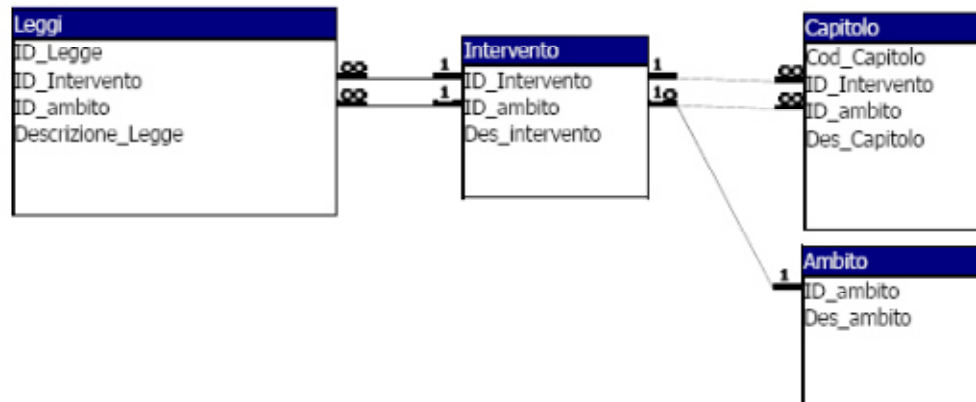 Leggi
ID_Legge
ID_Intervento
ID_ambito
Descrizione_Legge
∞
1
∞
1
Intervento
ID_Intervento
ID_ambito
Des_intervento
1
∞
1
∞
Capitolo
Cod_Capitolo
ID_Intervento
ID_ambito
Des_Capitolo
1
Ambito
ID_ambito
Des_ambito